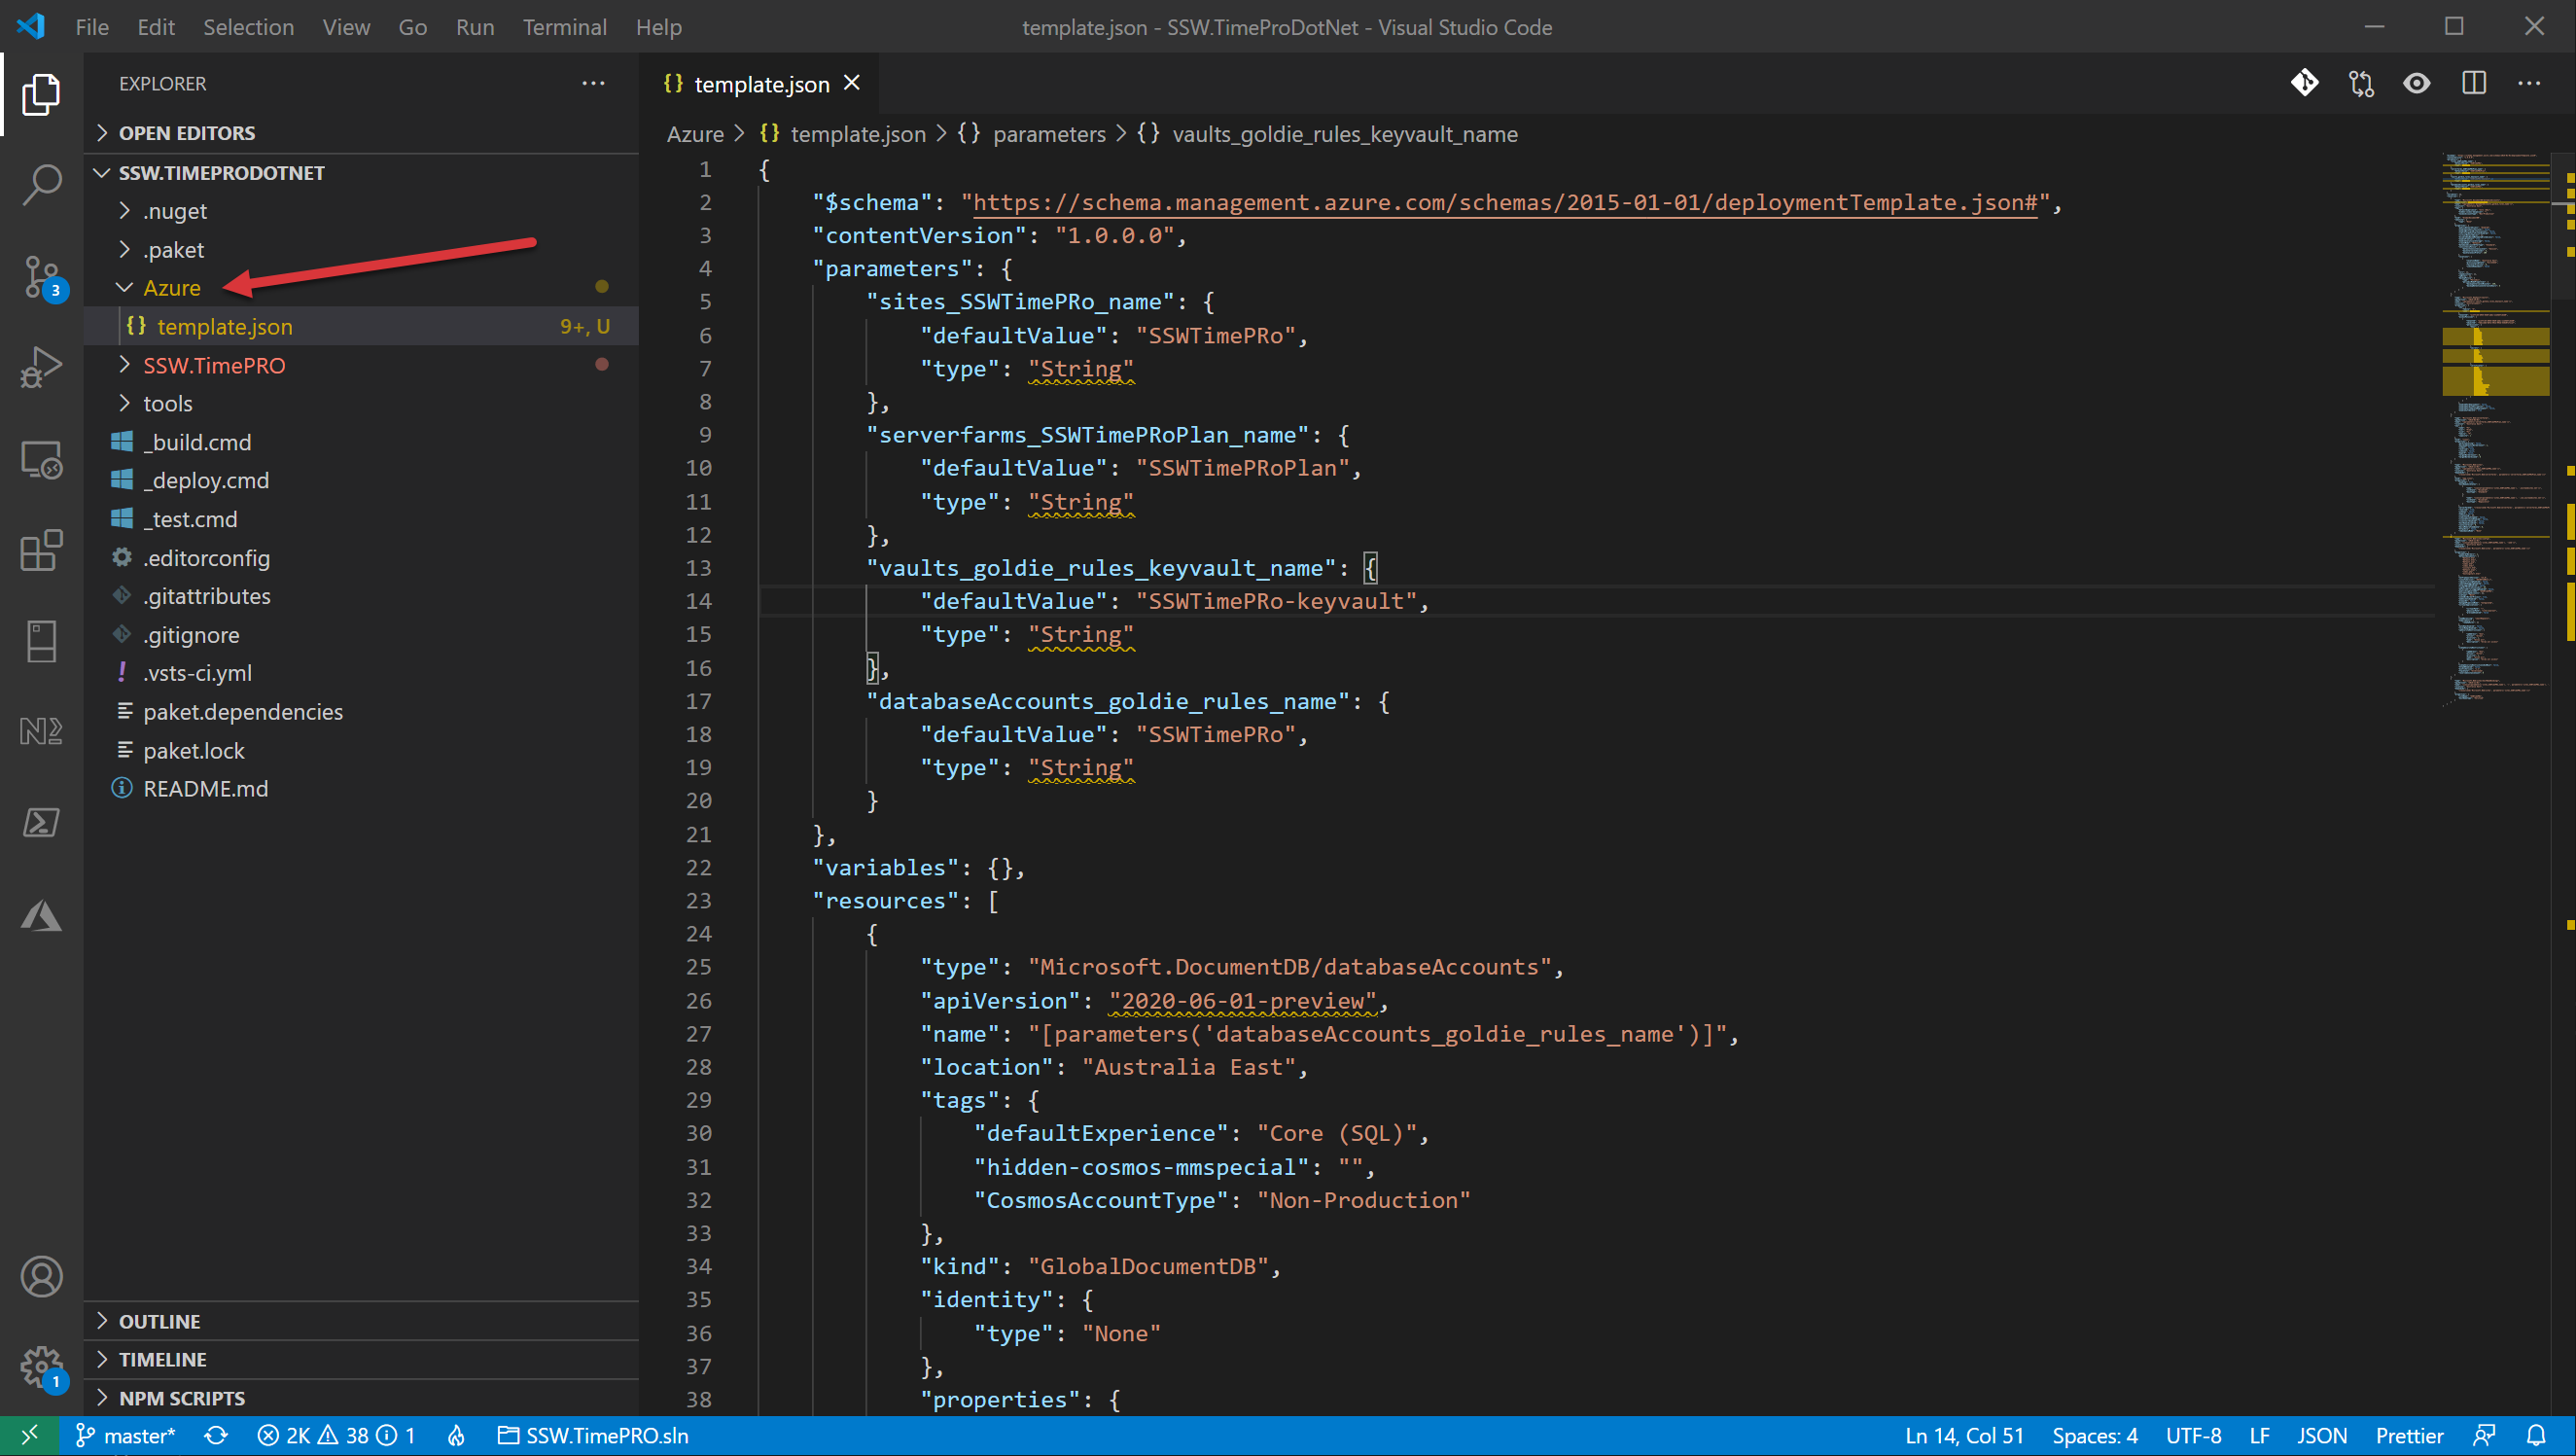 File Edit Selection View Go Run Terminal Help
template.json - SSW.TimeProDotNet - Visual Studio Code
EXPLORER
OPEN EDITORS
SSW.TIMEPRODOTNET
.nuget
.paket
Azure
template.json 9+, U
SSW.TimePRO
tools
_build.cmd
_deploy.cmd
_test.cmd
.editorconfig
.gitattributes
.gitignore
.vsts-ci.yml
paket.dependencies
paket.lock
README.md
OUTLINE
TIMELINE
NPM SCRIPTS
3
1
template.json
Azure > {} template.json > {} parameters > {} vaults_goldie_rules_keyvault_name
1 {
2 "$schema": "https://schema.management.azure.com/schemas/2015-01-01/deploymentTemplate.json#",
3 "contentVersion": "1.0.0.0",
4 "parameters": {
5 "sites_SSWTimePRo_name": {
6 "defaultValue": "SSWTimePRo",
7 "type": "String"
8 },
9 "serverfarms_SSWTimePRoPlan_name": {
10 "defaultValue": "SSWTimePRoPlan",
11 "type": "String"
12 },
13 "vaults_goldie_rules_keyvault_name": {
14 "defaultValue": "SSWTimePRo-keyvault",
15 "type": "String"
16 },
17 "databaseAccounts_goldie_rules_name": {
18 "defaultValue": "SSWTimePRo",
19 "type": "String"
20 }
21 },
22 "variables": {},
23 "resources": [
24 {
25 "type": "Microsoft.DocumentDB/databaseAccounts",
26 "apiVersion": "2020-06-01-preview",
27 "name": "[parameters('databaseAccounts_goldie_rules_name')]",
28 "location": "Australia East",
29 "tags": {
30 "defaultExperience": "Core (SQL)",
31 "hidden-cosmos-mmspecial": "",
32 "CosmosAccountType": "Non-Production"
33 },
34 "kind": "GlobalDocumentDB",
35 "identity": {
36 "type": "None"
37 },
38 "properties": {
master* 2K 38 1 SSW.TimePRO.sln Ln 14, Col 51 Spaces: 4 UTF-8 LF JSON Prettier